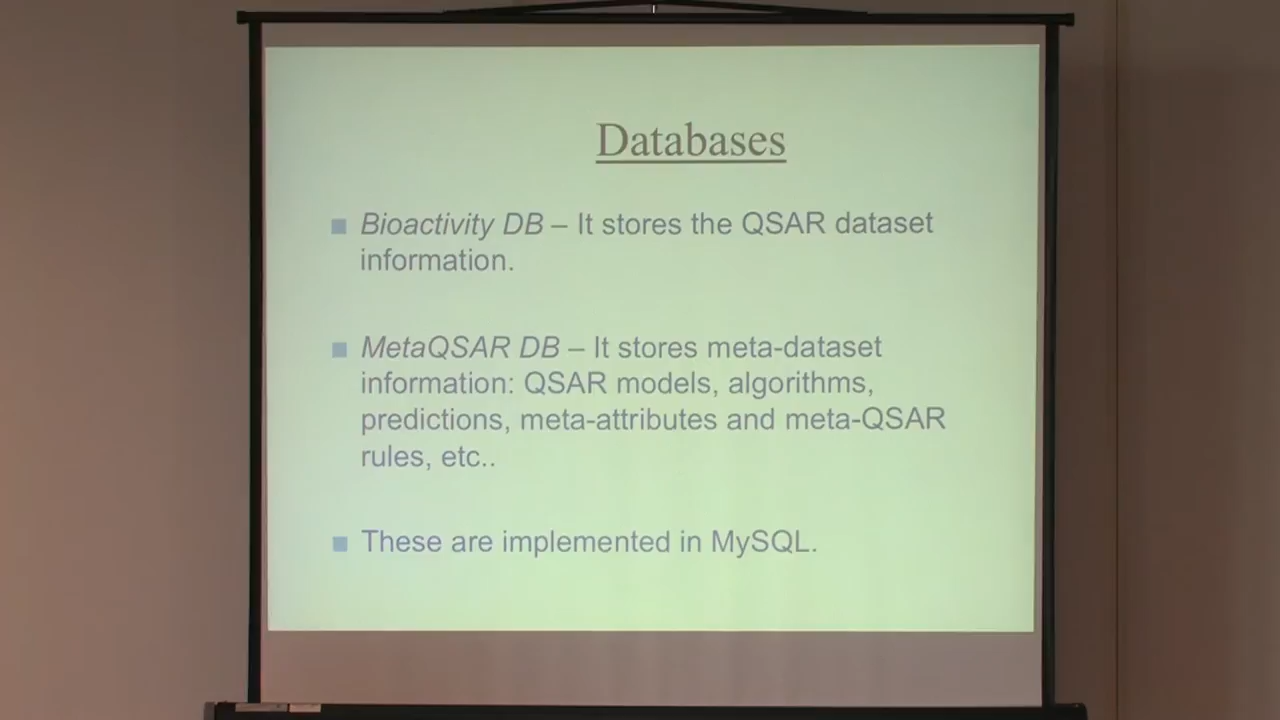 Databases
Bioactivity DB – It stores the QSAR dataset
information.
MetaQSAR DB – It stores meta-dataset
information: QSAR models, algorithms,
predictions, meta-attributes and meta-QSAR
rules, etc..
These are implemented in MySQL.